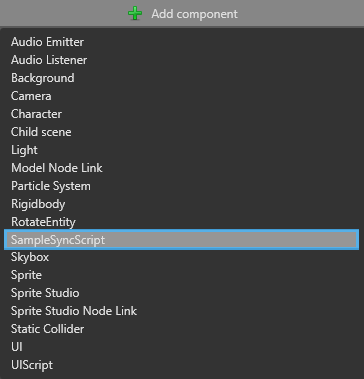 Add component
Audio Emitter
Audio Listener
Background
Camera
Character
Child scene
Light
Model Node Link
Particle System
Rigidbody
RotateEntity
SampleSyncScript
Skybox
Sprite
Sprite Studio
Sprite Studio Node Link
Static Collider
UI
UIScript